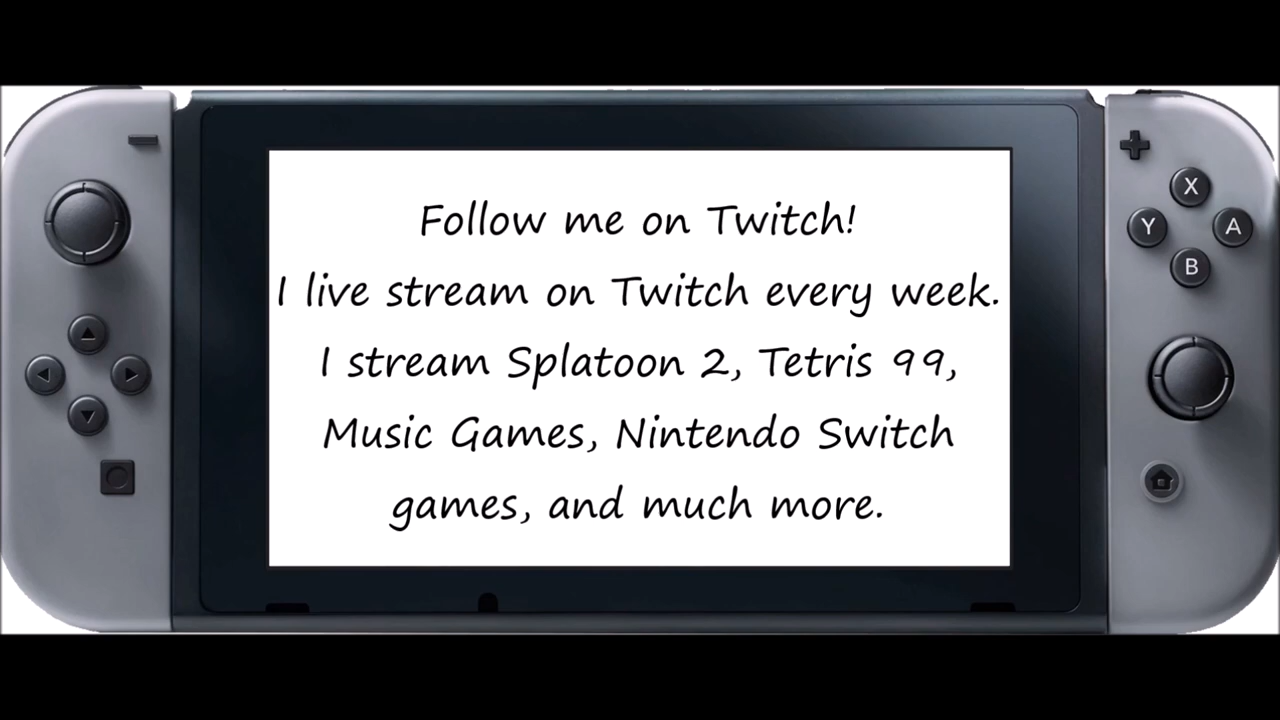 Follow me on Twitch!
I live stream on Twitch every week.
I stream Splatoon 2, Tetris 99,
Music Games, Nintendo Switch
games, and much more.
X
Y A
B